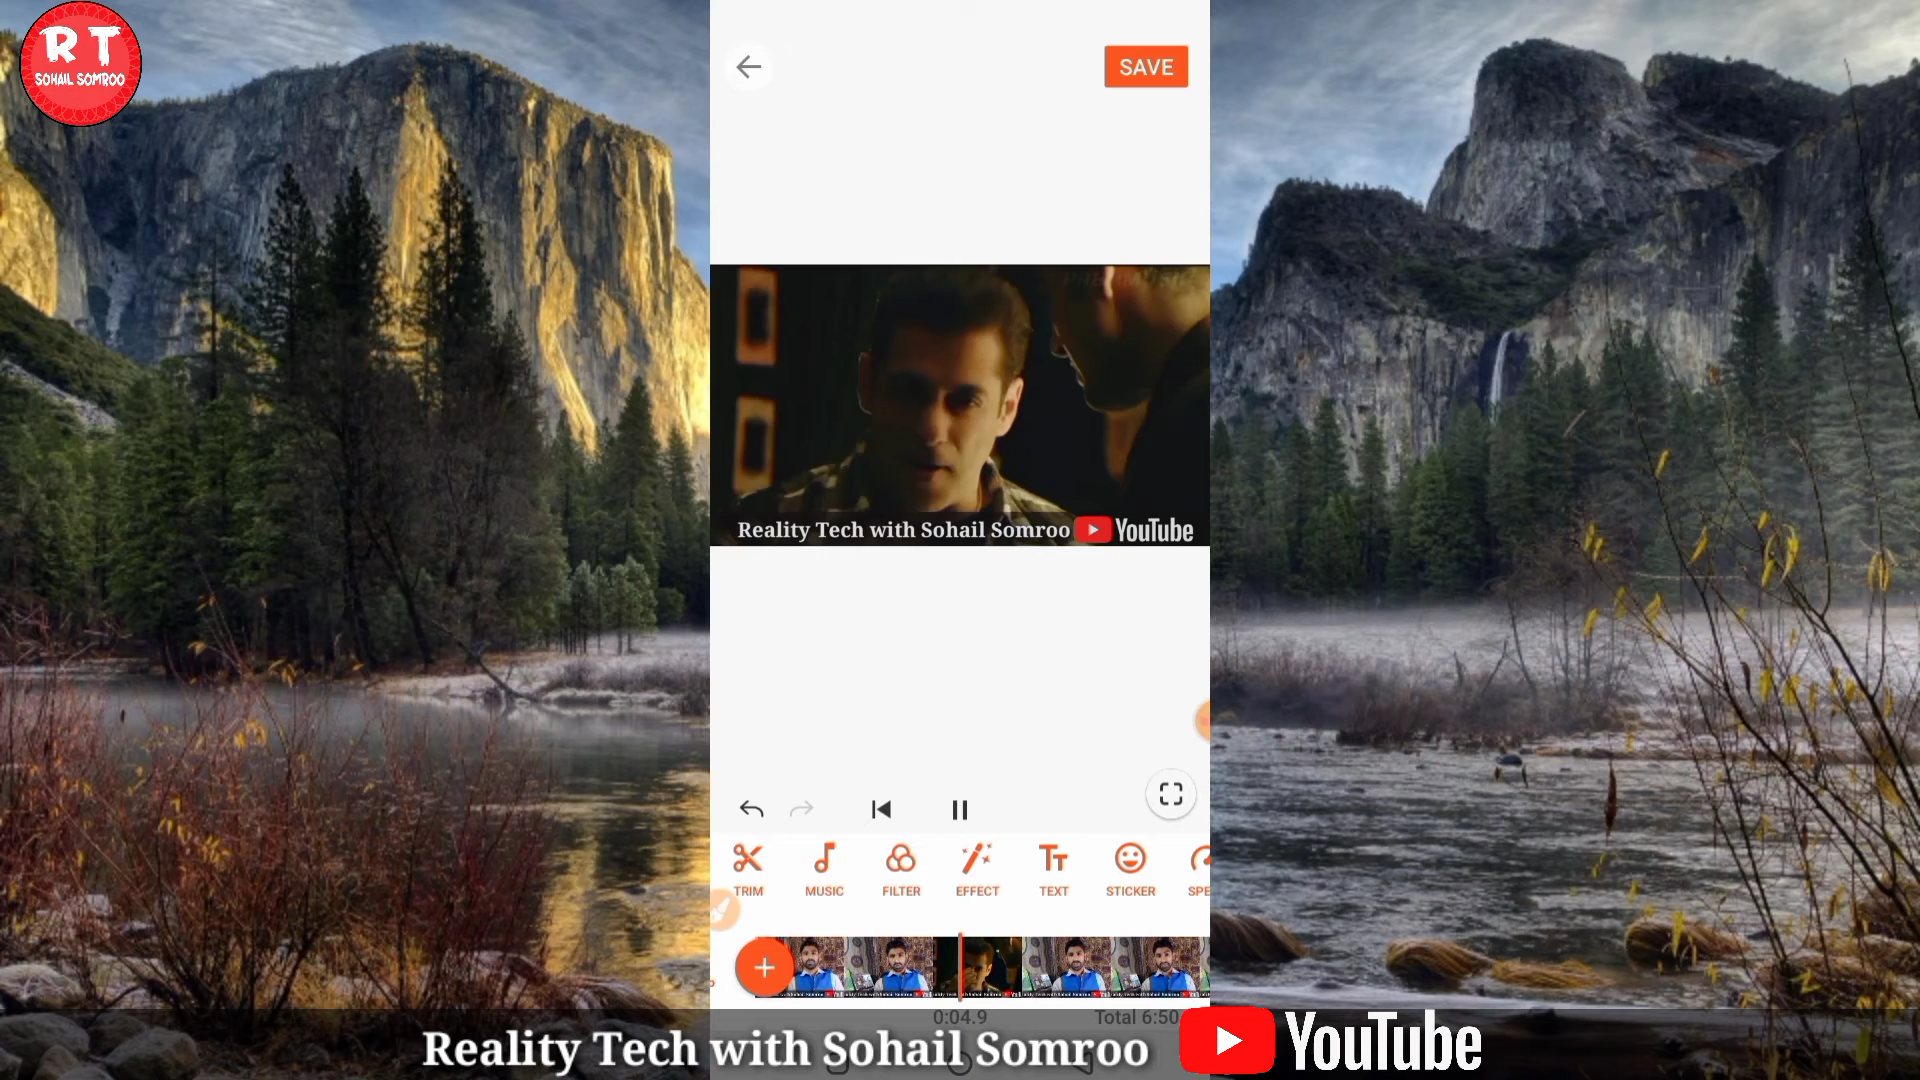 RT
SOHAIL SOMROO
SAVE
Reality Tech with Sohail Somroo YouTube
TRIM MUSIC FILTER EFFECT TEXT STICKER SPE
0:04.9 Total 6:50
Reality Tech with Sohail Somroo YouTube